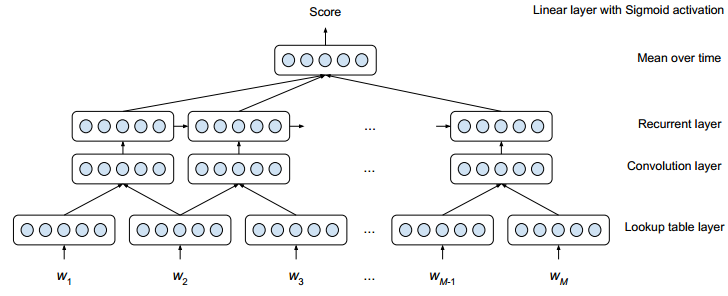 Score
Linear layer with Sigmoid activation
Mean over time
... Recurrent layer
... Convolution layer
... Lookup table layer
w1 w2 w3 ... wM-1 wM